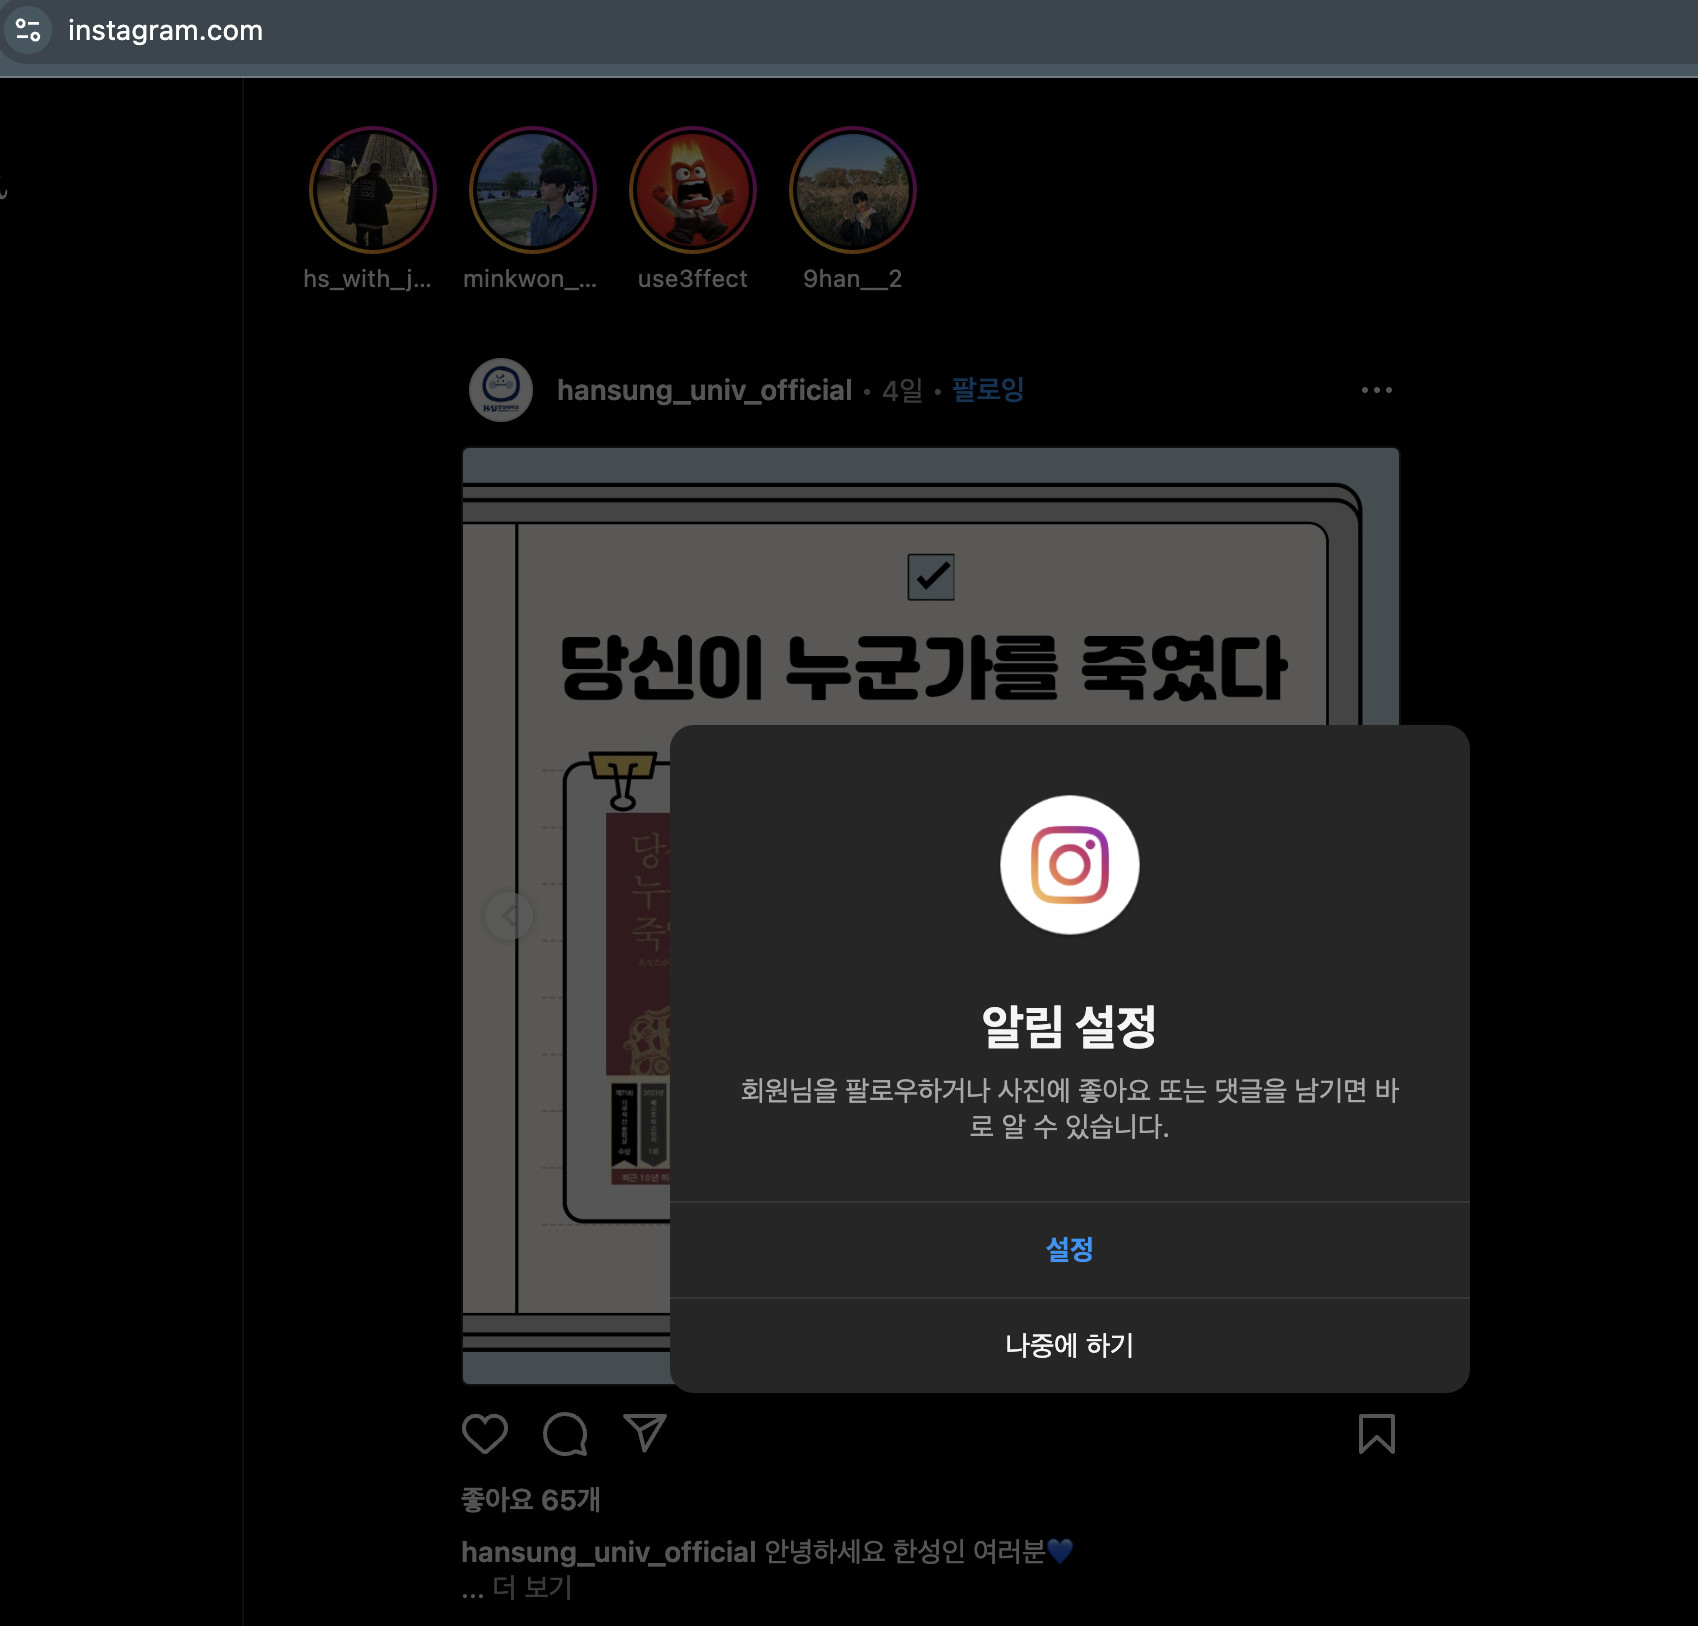 instagram.com
hs_with_j...
minkwon_...
use3ffect
9han__2
hansung_univ_official • 4일 • 팔로잉
당신이 누군가를 죽였다
알림 설정
회원님을 팔로우하거나 사진에 좋아요 또는 댓글을 남기면 바
로 알 수 있습니다.
설정
나중에 하기
좋아요 65개
hansung_univ_official 안녕하세요 한성인 여러분💙
... 더 보기